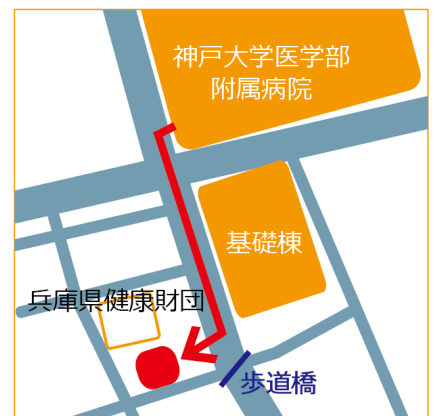 神戸大学医学部
附属病院
基礎棟
兵庫県健康財団
歩道橋